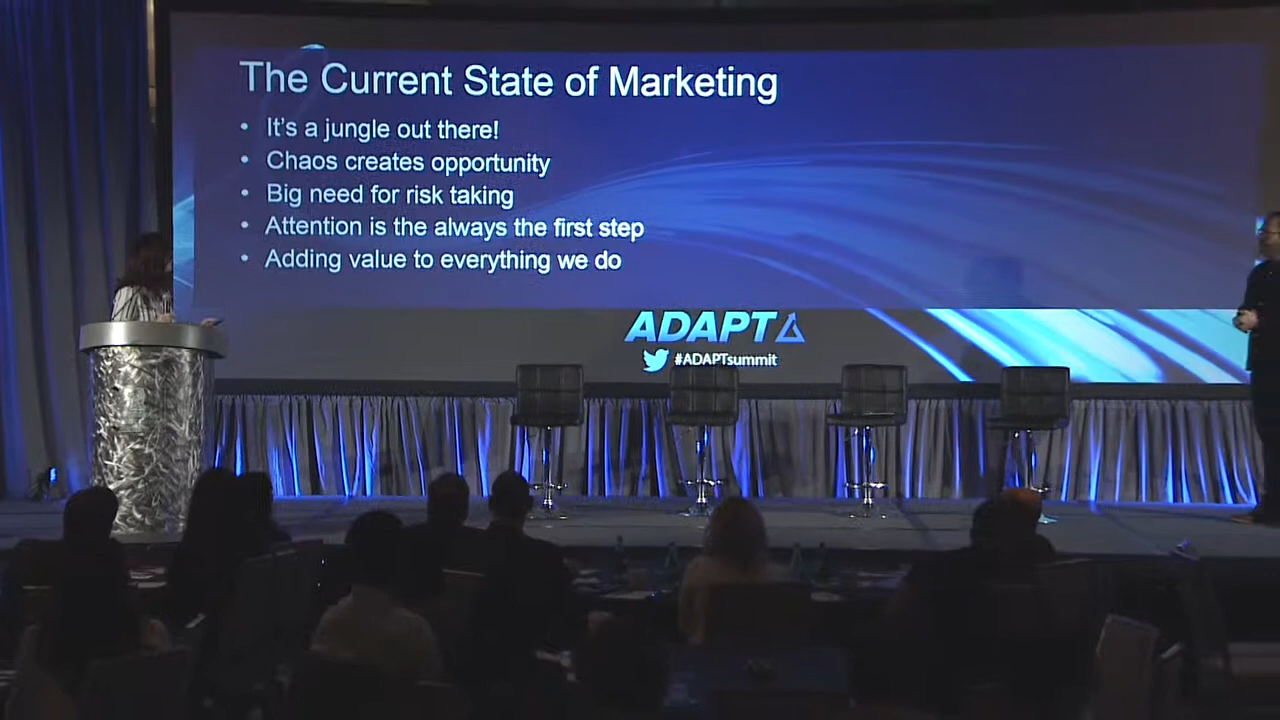 The Current State of Marketing
• It's a jungle out there!
• Chaos creates opportunity
• Big need for risk taking
• Attention is the always the first step
• Adding value to everything we do
ADAPT
#ADAPTsummit